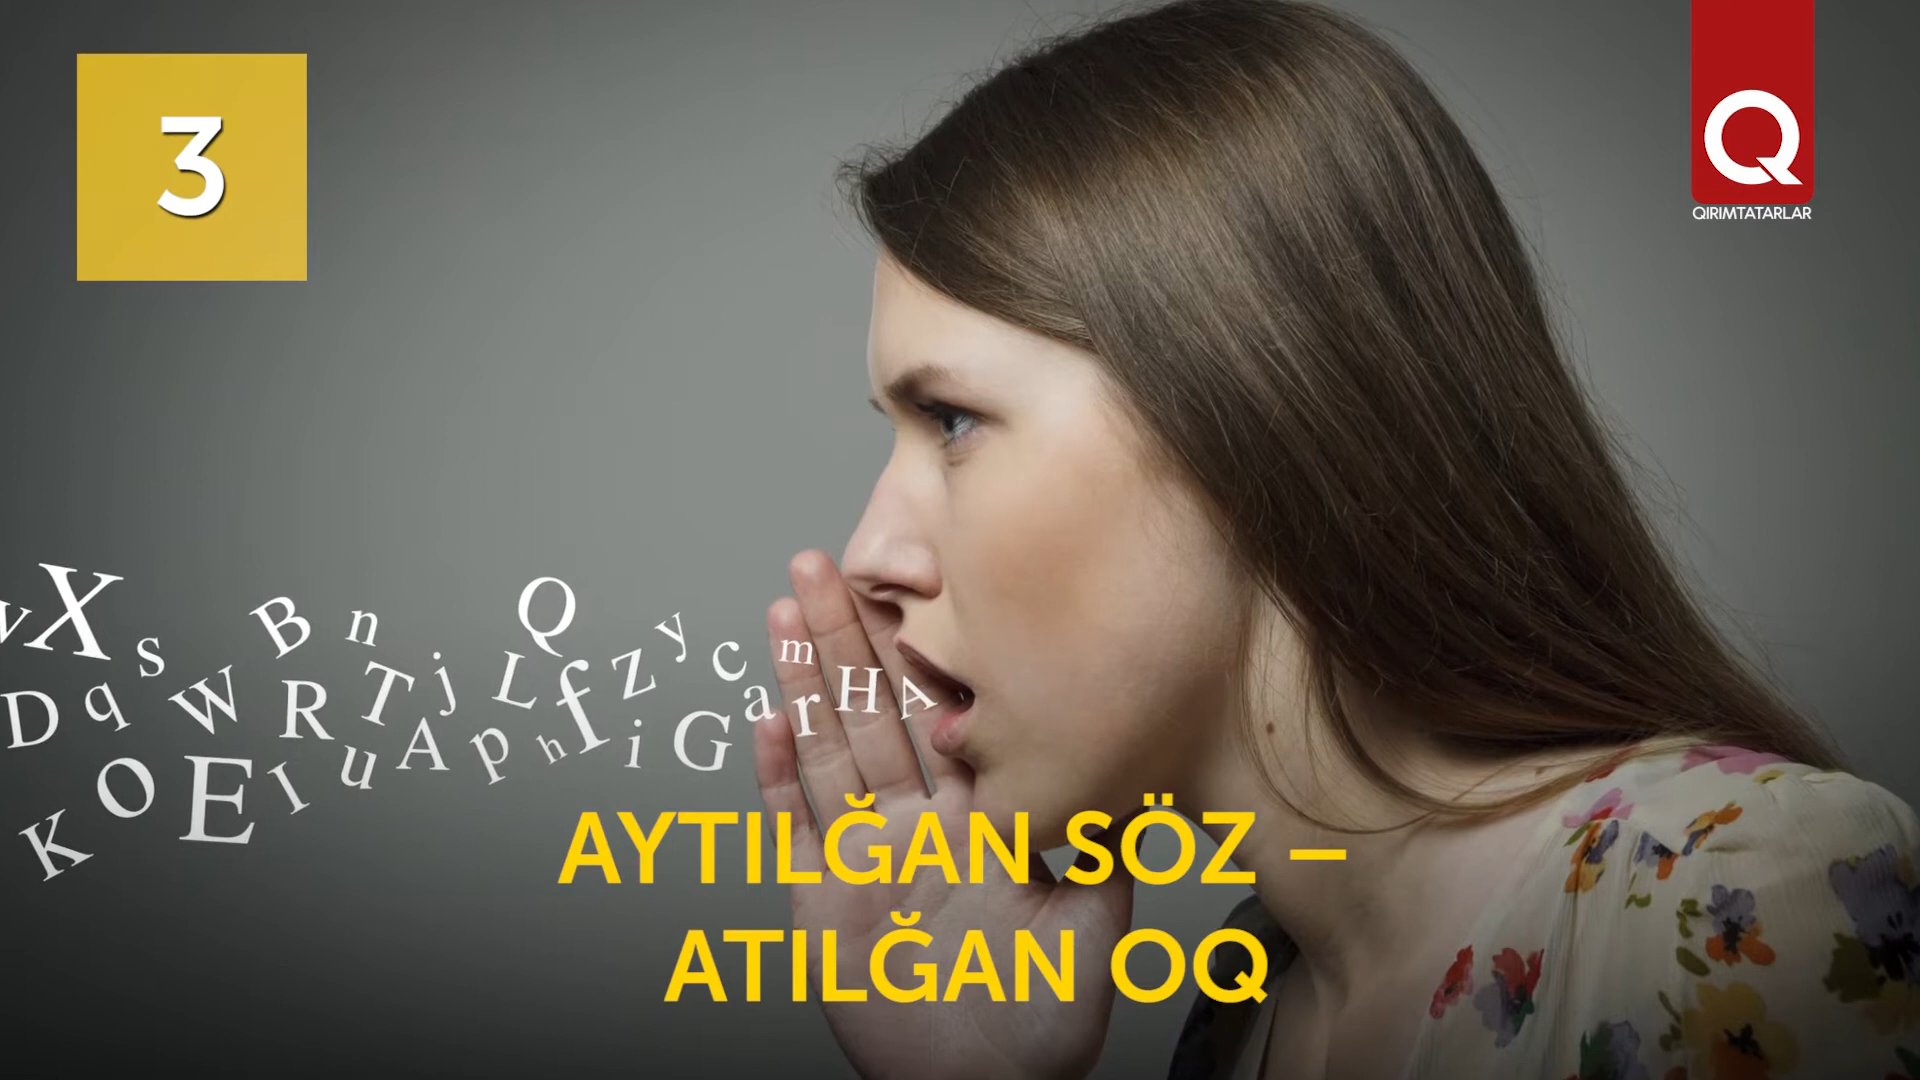 3
QIRIMTATARLAR
v X s B n Q y c m
D q W R T j L f z a r H A
K O E I u A p h i G
AYTILĞAN SÖZ –
ATILĞAN OQ